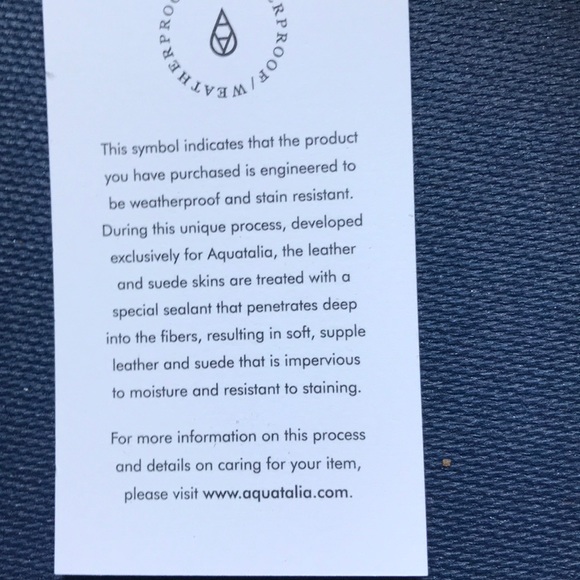 WEATHERPROOF/WEATHERPROOF
This symbol indicates that the product
you have purchased is engineered to
be weatherproof and stain resistant.
During this unique process, developed
exclusively for Aquatalia, the leather
and suede skins are treated with a
special sealant that penetrates deep
into the fibers, resulting in soft, supple
leather and suede that is impervious
to moisture and resistant to staining.
For more information on this process
and details on caring for your item,
please visit www.aquatalia.com.